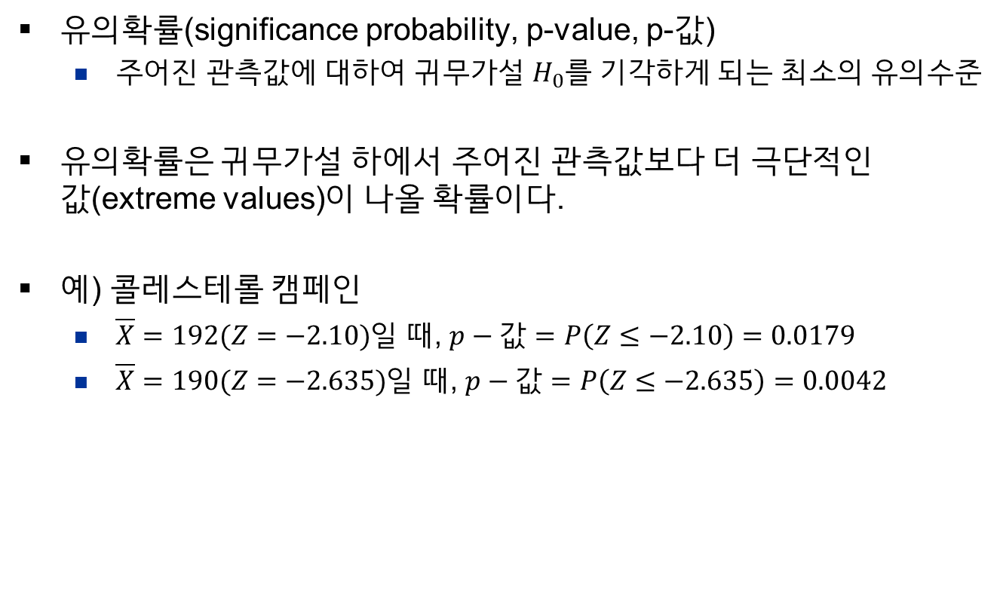 ▪ 유의확률(significance probability, p-value, p-값)
▪ 주어진 관측값에 대하여 귀무가설 𝐻₀를 기각하게 되는 최소의 유의수준
▪ 유의확률은 귀무가설 하에서 주어진 관측값보다 더 극단적인
값(extreme values)이 나올 확률이다.
▪ 예) 콜레스테롤 캠페인
▪ X̅ = 192(Z = −2.10)일 때, p − 값 = P(Z ≤ −2.10) = 0.0179
▪ X̅ = 190(Z = −2.635)일 때, p − 값 = P(Z ≤ −2.635) = 0.0042